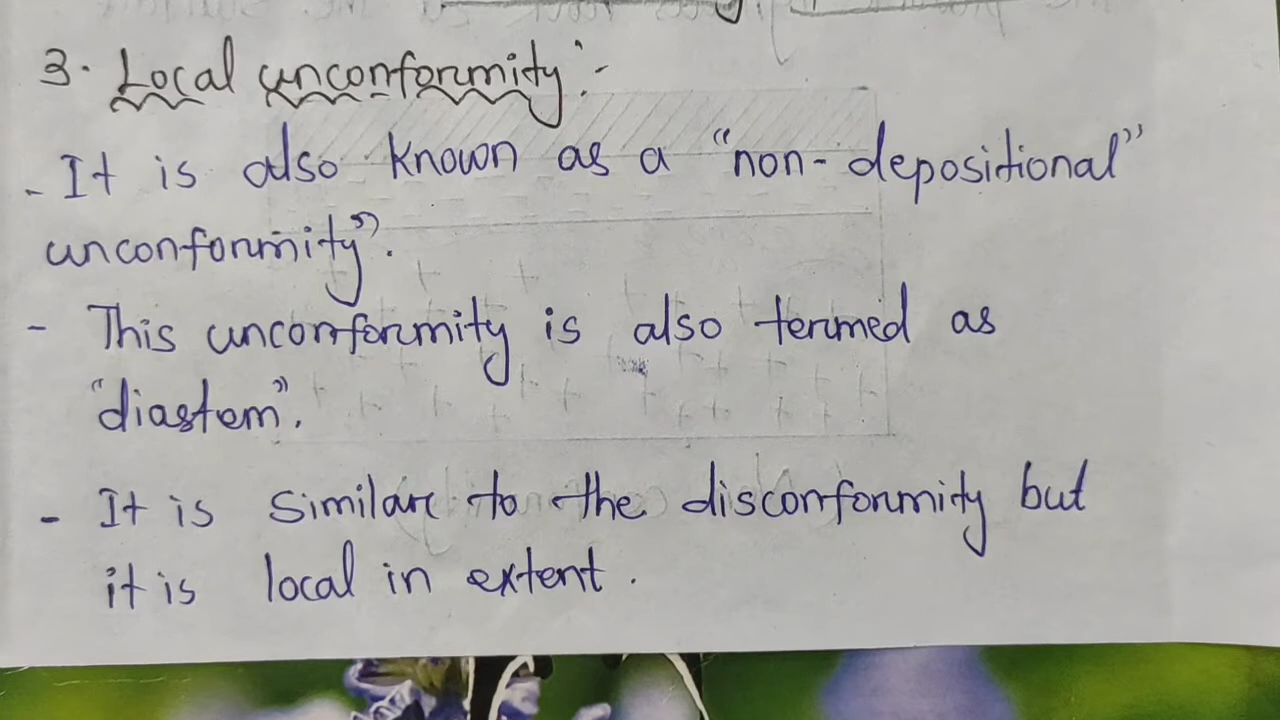 3. Local unconformity :-
- It is also known as a "non-depositional"
unconformity".
- This unconformity is also termed as
"diastem".
- It is similar to the disconformity but
it is local in extent.